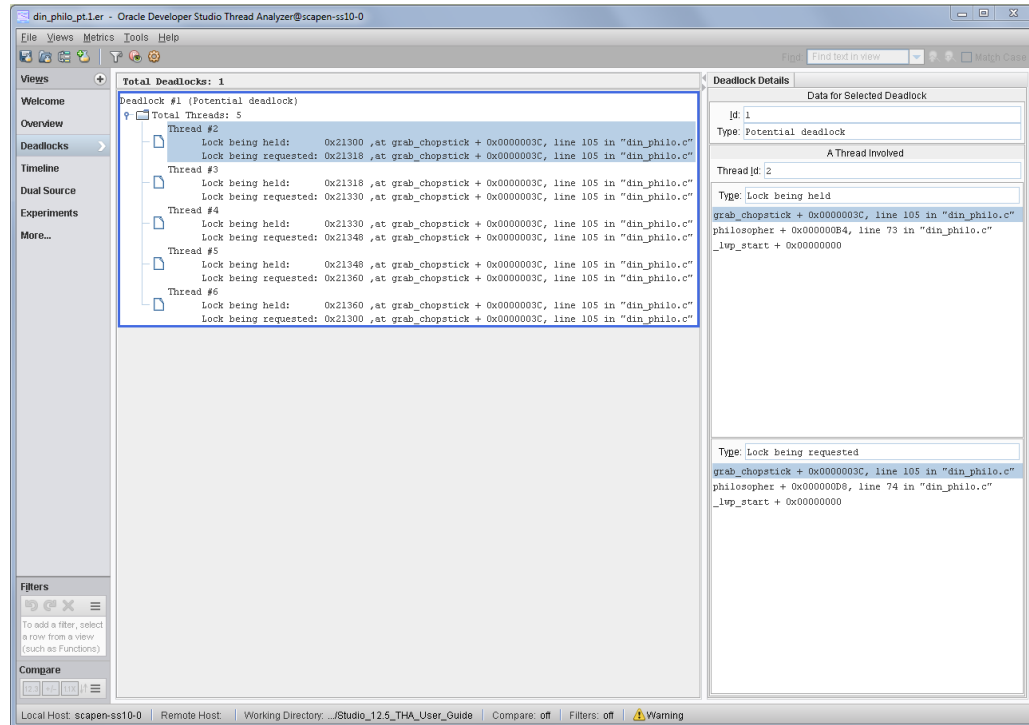 din_philo_pt.1.er - Oracle Developer Studio Thread Analyzer@scapen-ss10-0
File Views Metrics Tools Help
Find: Find text in view Match Case
Views
Welcome
Overview
Deadlocks
Timeline
Dual Source
Experiments
More...
Total Deadlocks: 1
Deadlock #1 (Potential deadlock)
Total Threads: 5
Thread #2
Lock being held: 0x21300 ,at grab_chopstick + 0x0000003C, line 105 in "din_philo.c"
Lock being requested: 0x21318 ,at grab_chopstick + 0x0000003C, line 105 in "din_philo.c"
Thread #3
Lock being held: 0x21318 ,at grab_chopstick + 0x0000003C, line 105 in "din_philo.c"
Lock being requested: 0x21330 ,at grab_chopstick + 0x0000003C, line 105 in "din_philo.c"
Thread #4
Lock being held: 0x21330 ,at grab_chopstick + 0x0000003C, line 105 in "din_philo.c"
Lock being requested: 0x21348 ,at grab_chopstick + 0x0000003C, line 105 in "din_philo.c"
Thread #5
Lock being held: 0x21348 ,at grab_chopstick + 0x0000003C, line 105 in "din_philo.c"
Lock being requested: 0x21360 ,at grab_chopstick + 0x0000003C, line 105 in "din_philo.c"
Thread #6
Lock being held: 0x21360 ,at grab_chopstick + 0x0000003C, line 105 in "din_philo.c"
Lock being requested: 0x21300 ,at grab_chopstick + 0x0000003C, line 105 in "din_philo.c"
Deadlock Details
Data for Selected Deadlock
Id: 1
Type: Potential deadlock
A Thread Involved
Thread Id: 2
Type: Lock being held
grab_chopstick + 0x0000003C, line 105 in "din_philo.c"
philosopher + 0x000000B4, line 73 in "din_philo.c"
_lwp_start + 0x00000000
Type: Lock being requested
grab_chopstick + 0x0000003C, line 105 in "din_philo.c"
philosopher + 0x000000D8, line 74 in "din_philo.c"
_lwp_start + 0x00000000
Filters
To add a filter, select
a row from a view
(such as Functions)
Compare
12.3 +/- 1.1X
Local Host: scapen-ss10-0 Remote Host: Working Directory: .../Studio_12.5_THA_User_Guide Compare: off Filters: off Warning